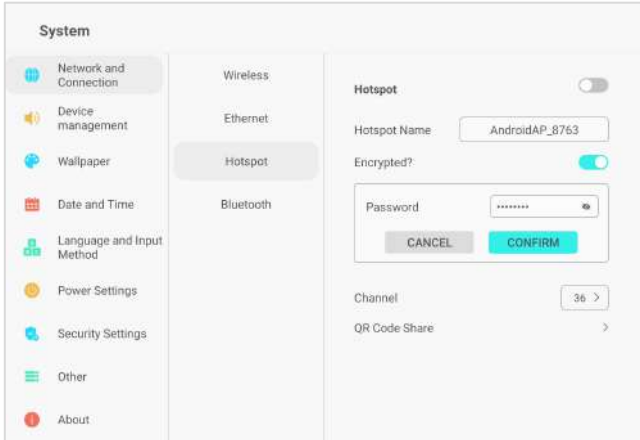 System
Network and
Connection
Device
management
Wallpaper
Date and Time
Language and Input
Method
Power Settings
Security Settings
Other
About
Wireless
Ethernet
Hotspot
Bluetooth
Hotspot
Hotspot Name AndroidAP_8763
Encrypted?
Password ••••••••
CANCEL CONFIRM
Channel 36 >
QR Code Share >